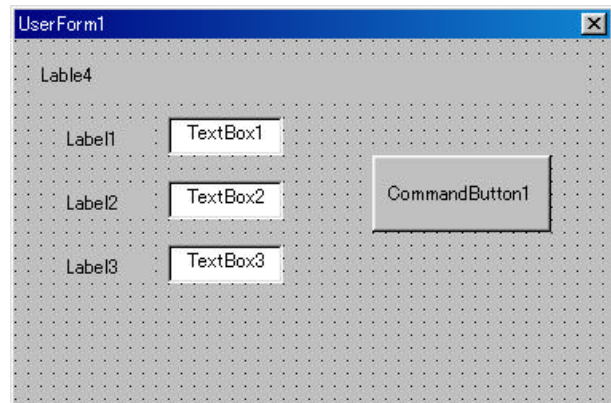 UserForm1
Lable4
Label1 TextBox1
CommandButton1
Label2 TextBox2
Label3 TextBox3